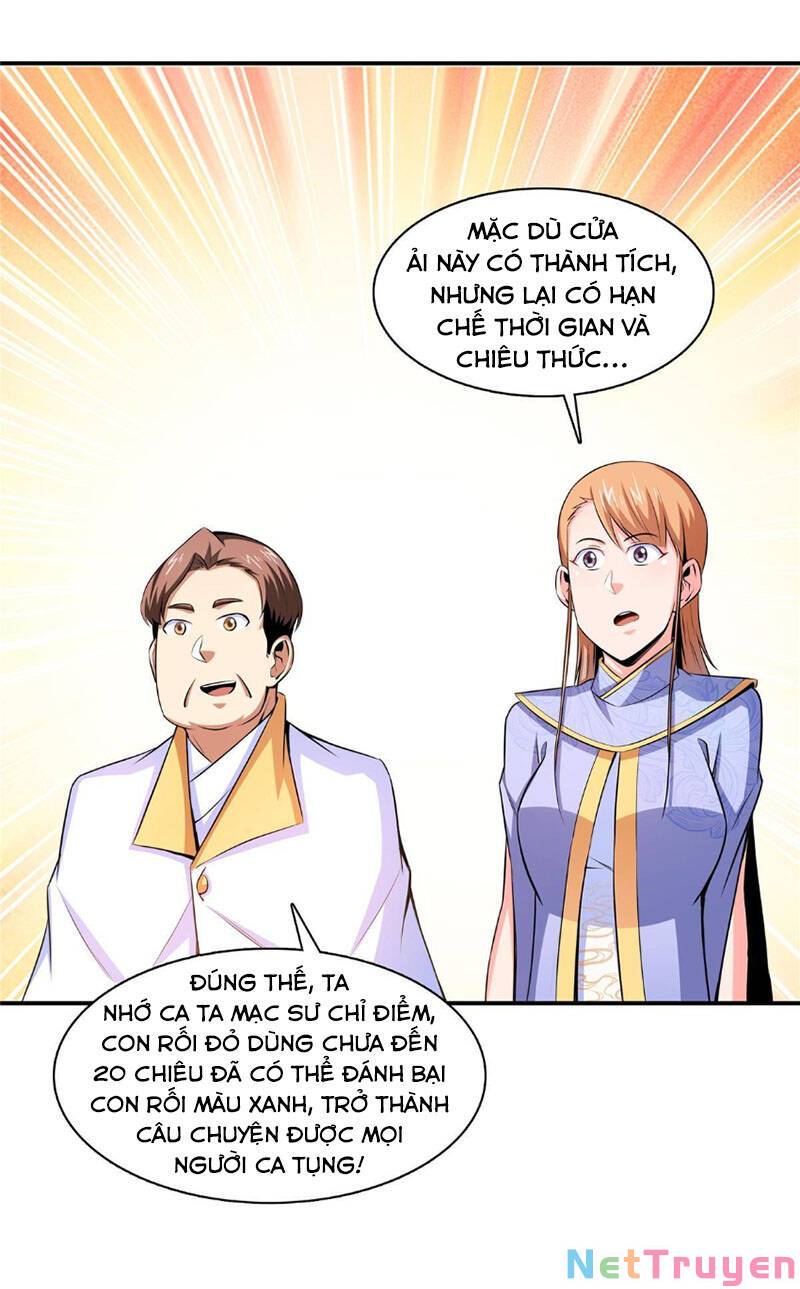 MẶC DÙ CỬA
ẢI NÀY CÓ THÀNH TÍCH,
NHƯNG LẠI CÓ HẠN
CHẾ THỜI GIAN VÀ
CHIÊU THỨC...
ĐÚNG THẾ, TA
NHỚ CA TA MẠC SƯ CHỈ ĐIỂM,
CON RỐI ĐỎ DÙNG CHƯA ĐẾN
20 CHIÊU ĐÃ CÓ THỂ ĐÁNH BẠI
CON RỐI MÀU XANH, TRỞ THÀNH
CÂU CHUYỆN ĐƯỢC MỌI
NGƯỜI CA TỤNG!
NetTruyen